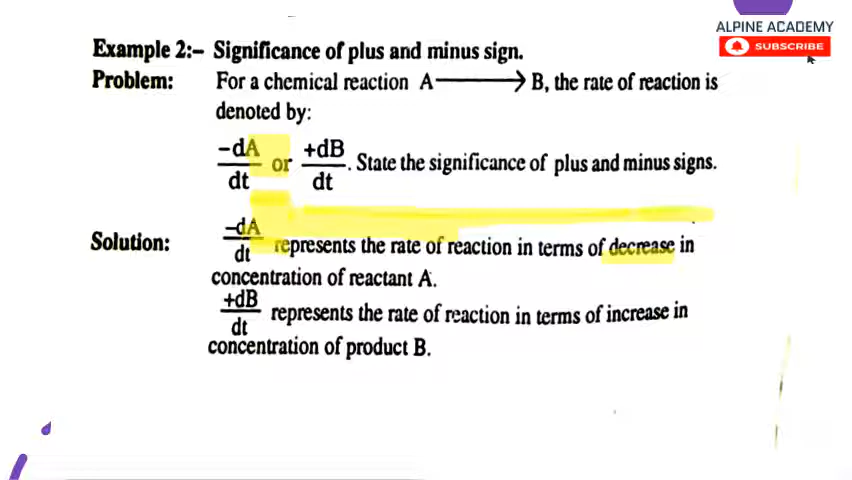 ALPINE ACADEMY
SUBSCRIBE
Example 2:- Significance of plus and minus sign.
Problem: For a chemical reaction A ⟶ B, the rate of reaction is
denoted by:
-dA/dt or +dB/dt. State the significance of plus and minus signs.
Solution: -dA/dt represents the rate of reaction in terms of decrease in
concentration of reactant A.
+dB/dt represents the rate of reaction in terms of increase in
concentration of product B.